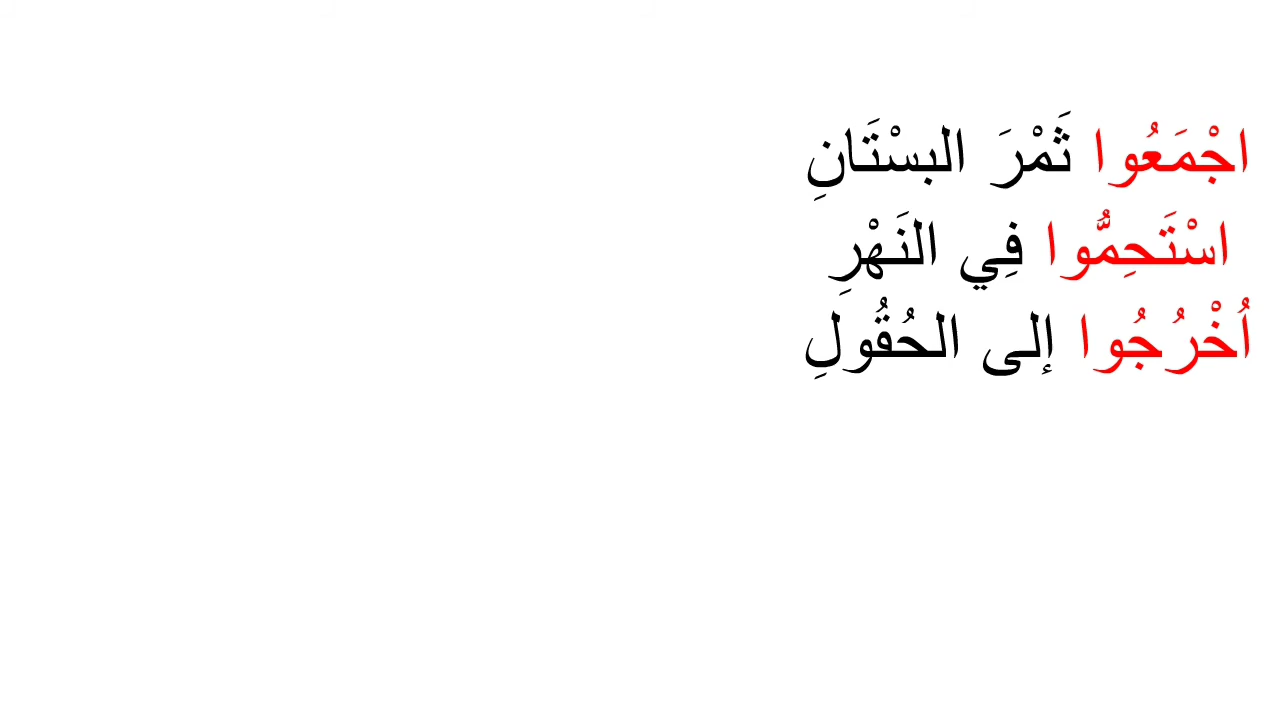 اجْمَعُوا ثَمْرَ البسْتَانِ
اسْتَحِمُّوا فِي النَهْرِ
اُخْرُجُوا إلى الحُقُولِ